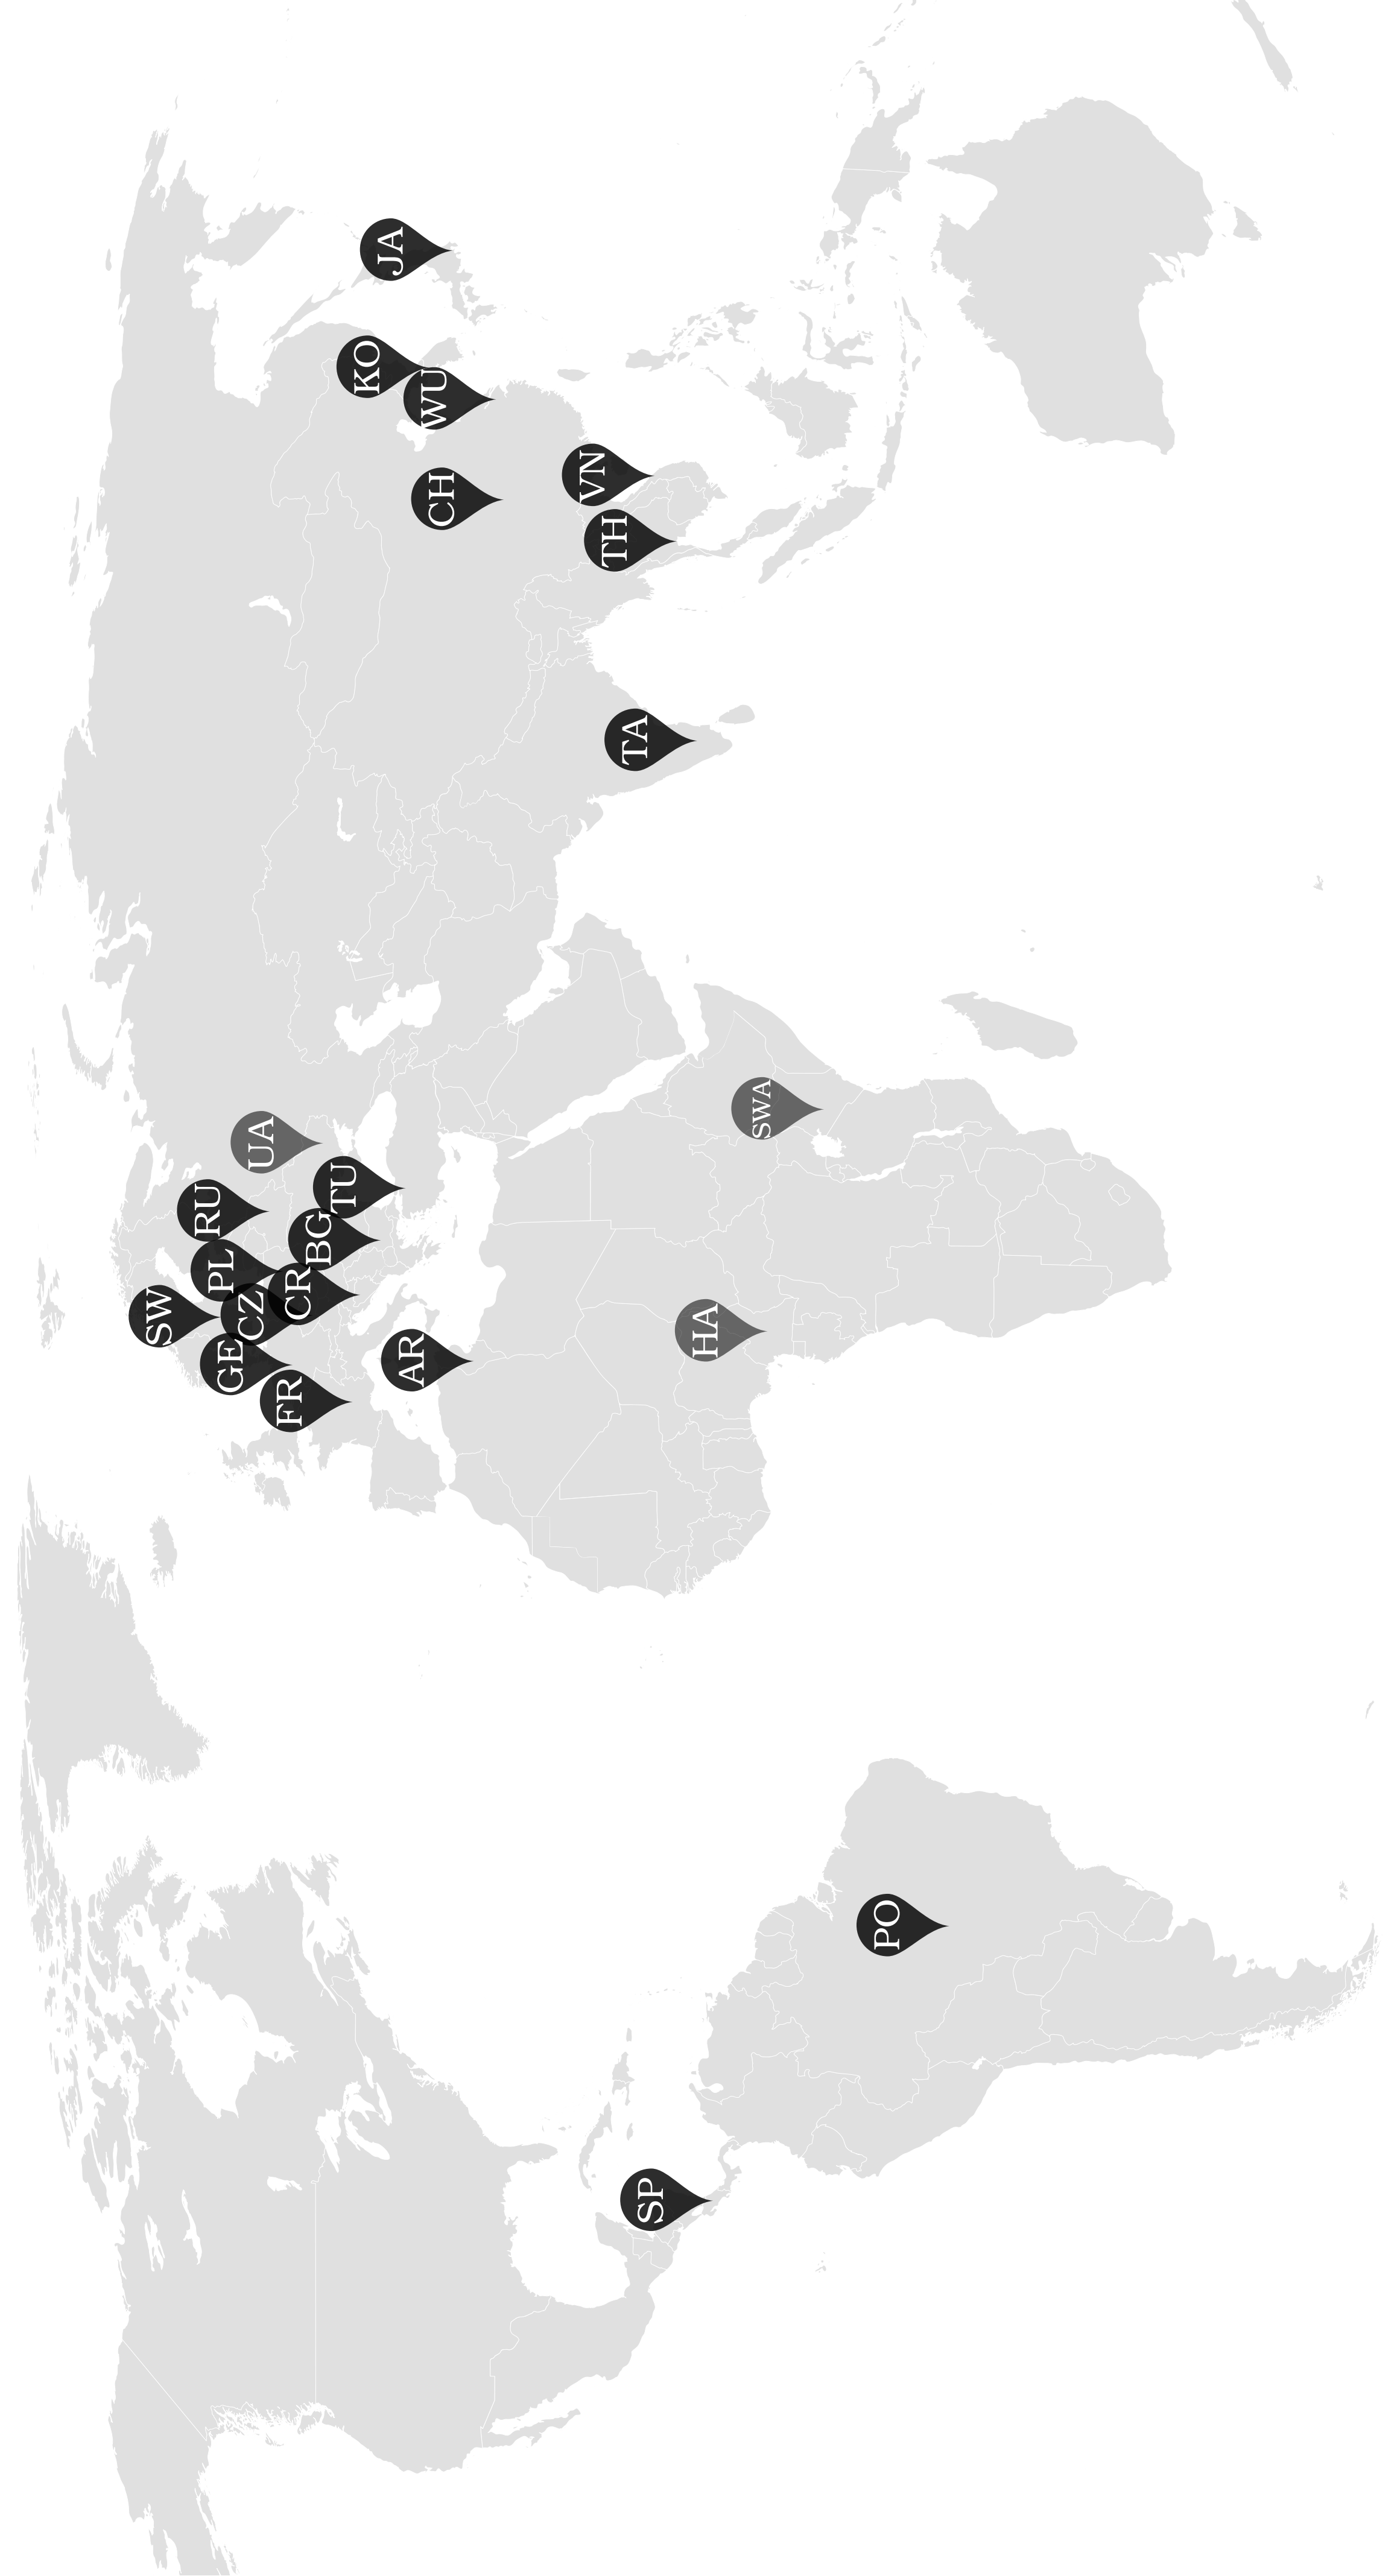 SW
RU
PL
UA
GE
CZ
CR
BG
TU
FR
KO
JA
AR
WU
CH
VN
TH
TA
SP
HA
SWA
PO